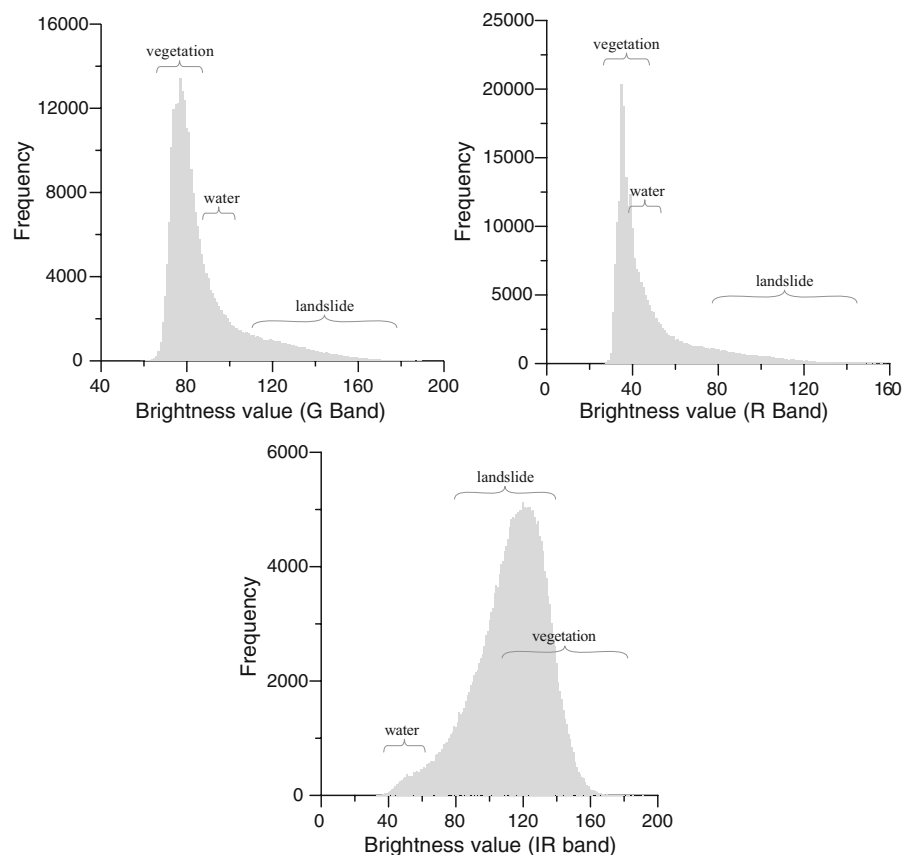 16000
vegetation
12000
8000
water
4000
landslide
0
40
80
120
160
200
Frequency
Brightness value (G Band)
25000
vegetation
20000
15000
water
10000
landslide
5000
0
0
40
80
120
160
Frequency
Brightness value (R Band)
6000
landslide
4000
vegetation
2000
water
0
0
40
80
120
160
200
Frequency
Brightness value (IR band)